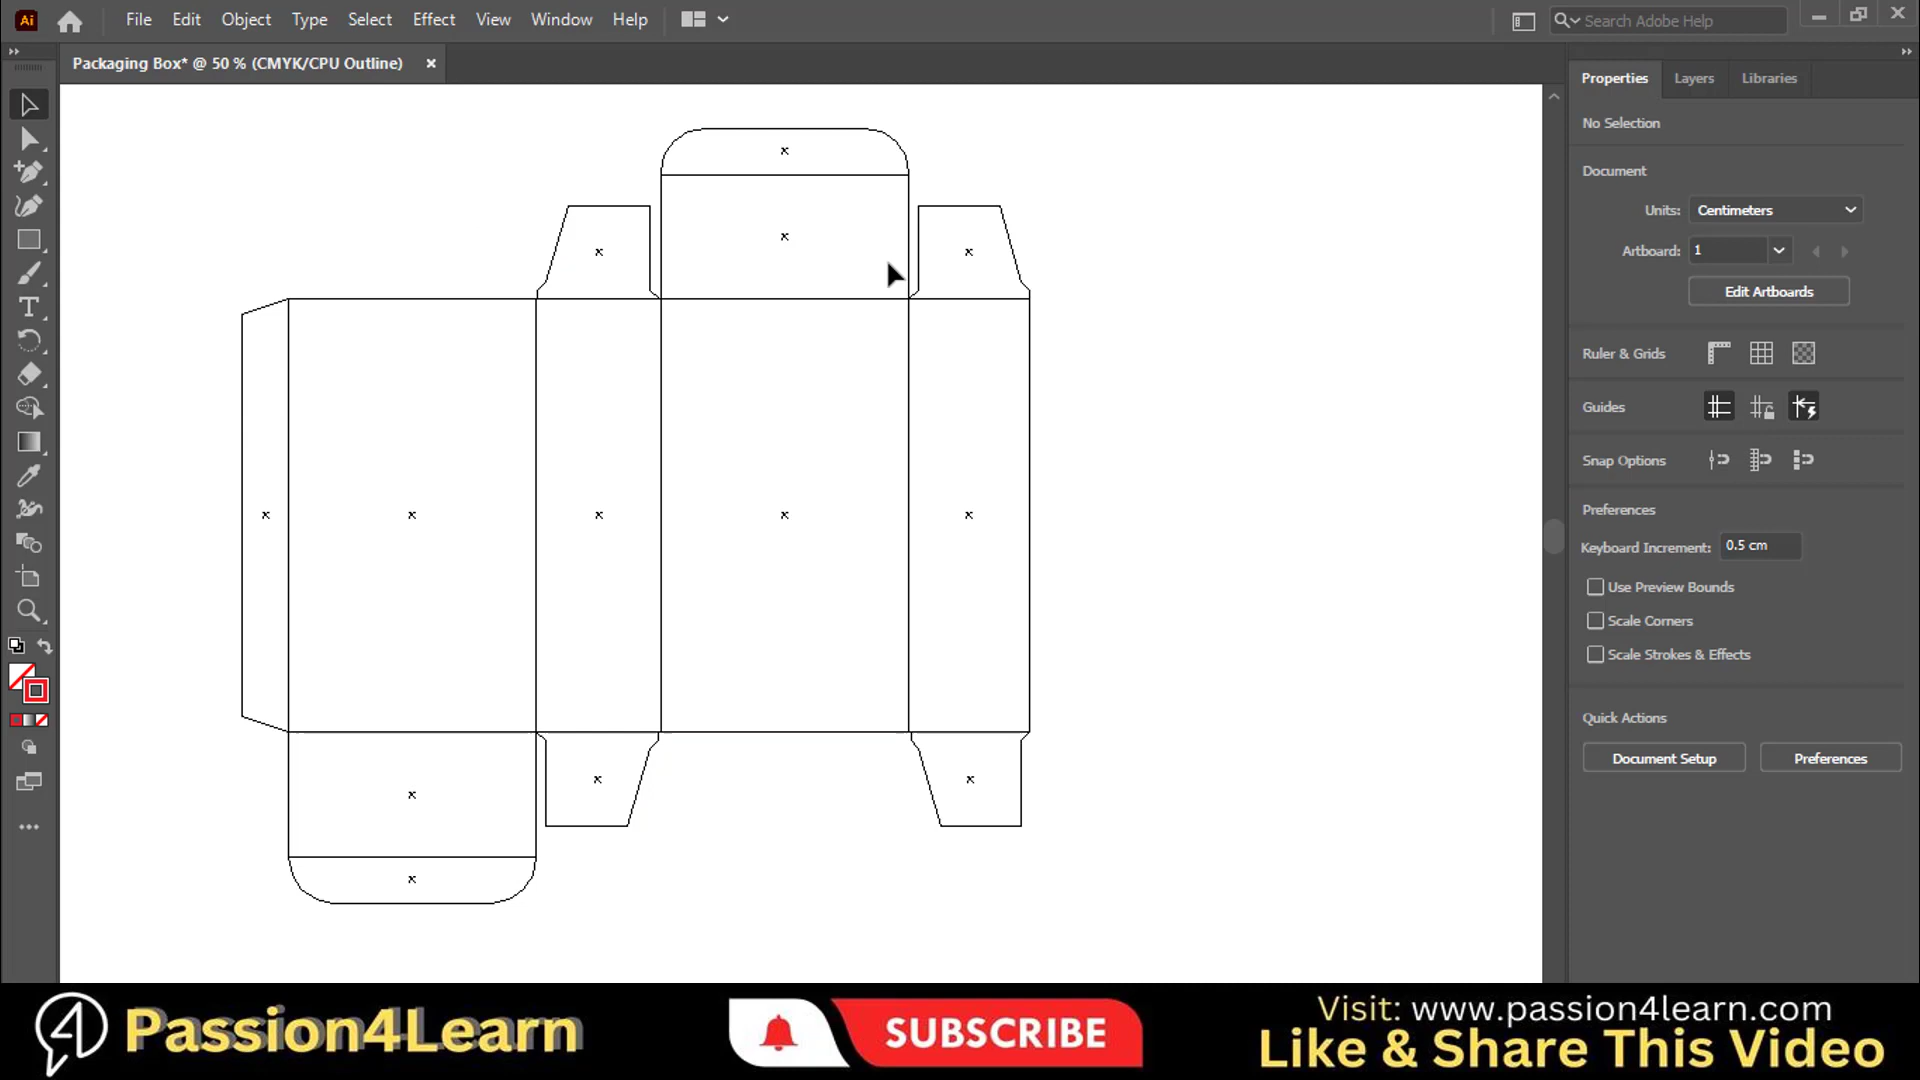 Ai File Edit Object Type Select Effect View Window Help Search Adobe Help
Packaging Box* @ 50 % (CMYK/CPU Outline) ×
Properties Layers Libraries
No Selection
Document
Units: Centimeters
Artboard: 1
Edit Artboards
Ruler & Grids
Guides
Snap Options
Preferences
Keyboard Increment: 0.5 cm
Use Preview Bounds
Scale Corners
Scale Strokes & Effects
Quick Actions
Document Setup Preferences
Passion4Learn
SUBSCRIBE
Visit: www.passion4learn.com
Like & Share This Video